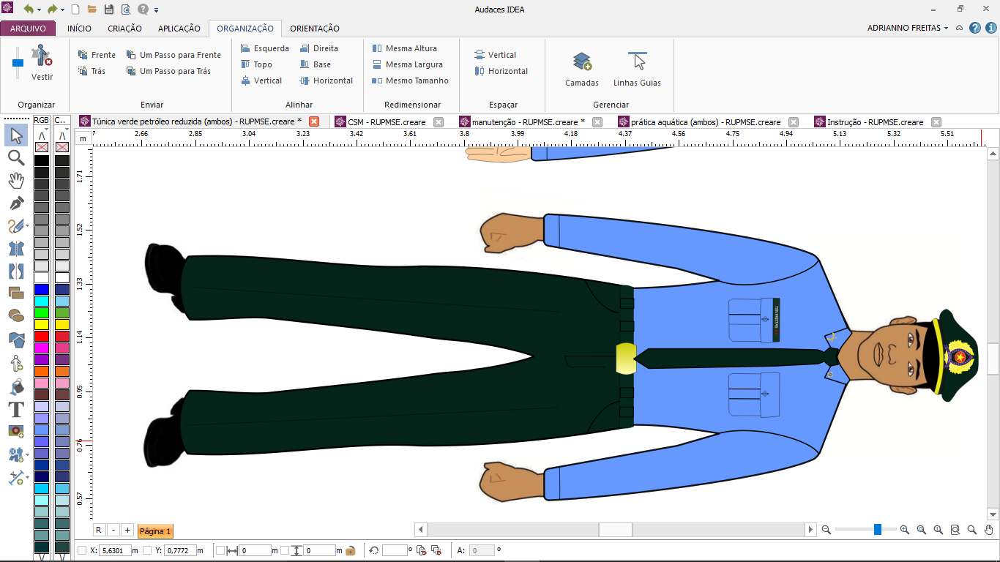 Audaces IDEA
ARQUIVO INÍCIO CRIAÇÃO APLICAÇÃO ORGANIZAÇÃO ORIENTAÇÃO ADRIANNO FREITAS
Vestir
Organizar
Frente Um Passo para Frente
Trás Um Passo para Trás
Enviar
Esquerda Direita
Topo Base
Vertical Horizontal
Alinhar
Mesma Altura
Mesma Largura
Mesmo Tamanho
Redimensionar
Vertical
Horizontal
Espaçar
Camadas Linhas Guias
Gerenciar
RGB C..
Túnica verde petróleo reduzida (ambos) - RUPMSE.creare *
CSM - RUPMSE.creare
manutenção - RUPMSE.creare *
prática aquática (ambos) - RUPMSE.creare
Instrução - RUPMSE.creare
m 7 2.66 2.85 3.04 3.23 3.42 3.61 3.8 3.99 4.18 4.37 4.56 4.75 4.94 5.13 5.32 5.51
1.71
1.52
1.33
1.14
0.95
0.76
0.57
TEN FREITAS
R - + Página 1
X: 5,6301 m Y: 0,7772 m 0 m 0 m º A: 0 º